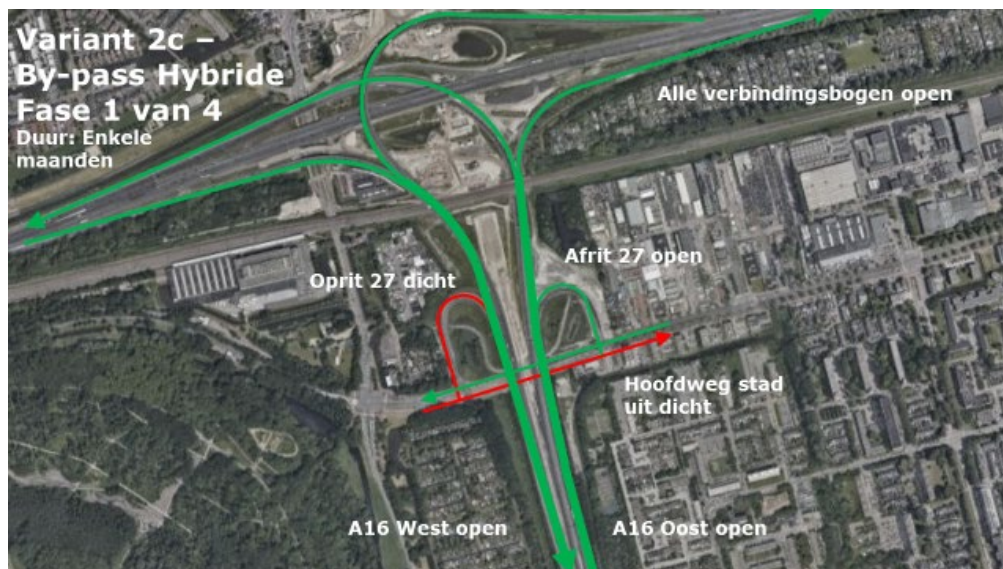 Variant 2c –
By-pass Hybride
Fase 1 van 4
Duur: Enkele
maanden
Alle verbindingsbogen open
Afrit 27 open
Oprit 27 dicht
Hoofdweg stad
uit dicht
A16 West open
A16 Oost open